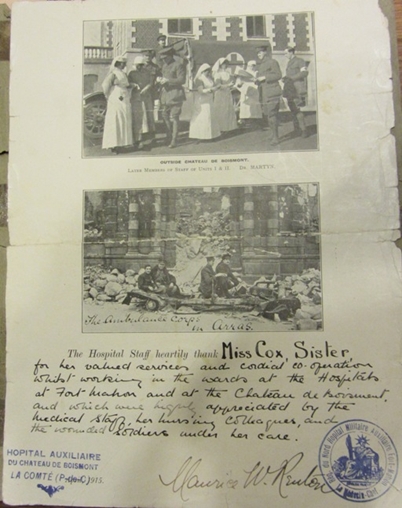 OUTSIDE CHATEAU DE BOISMONT.
LATER MEMBERS OF STAFF OF UNITS I & II. DR. MARTYN.
The Ambulance Corps
in Arras.
The Hospital Staff heartily thank Miss Cox, Sister
for her valued services and cordial co-operation
whilst working in the wards at the Hospitals
at Fort Mahon and at the Chateau de Boismont,
and which were highly appreciated by the
medical staff, her nursing Colleagues, and
the wounded soldiers under her care.
HOPITAL AUXILIAIRE
DU CHATEAU DE BOISMONT
LA COMTÉ (P-de-C) 1915.
Maurice W. Renton